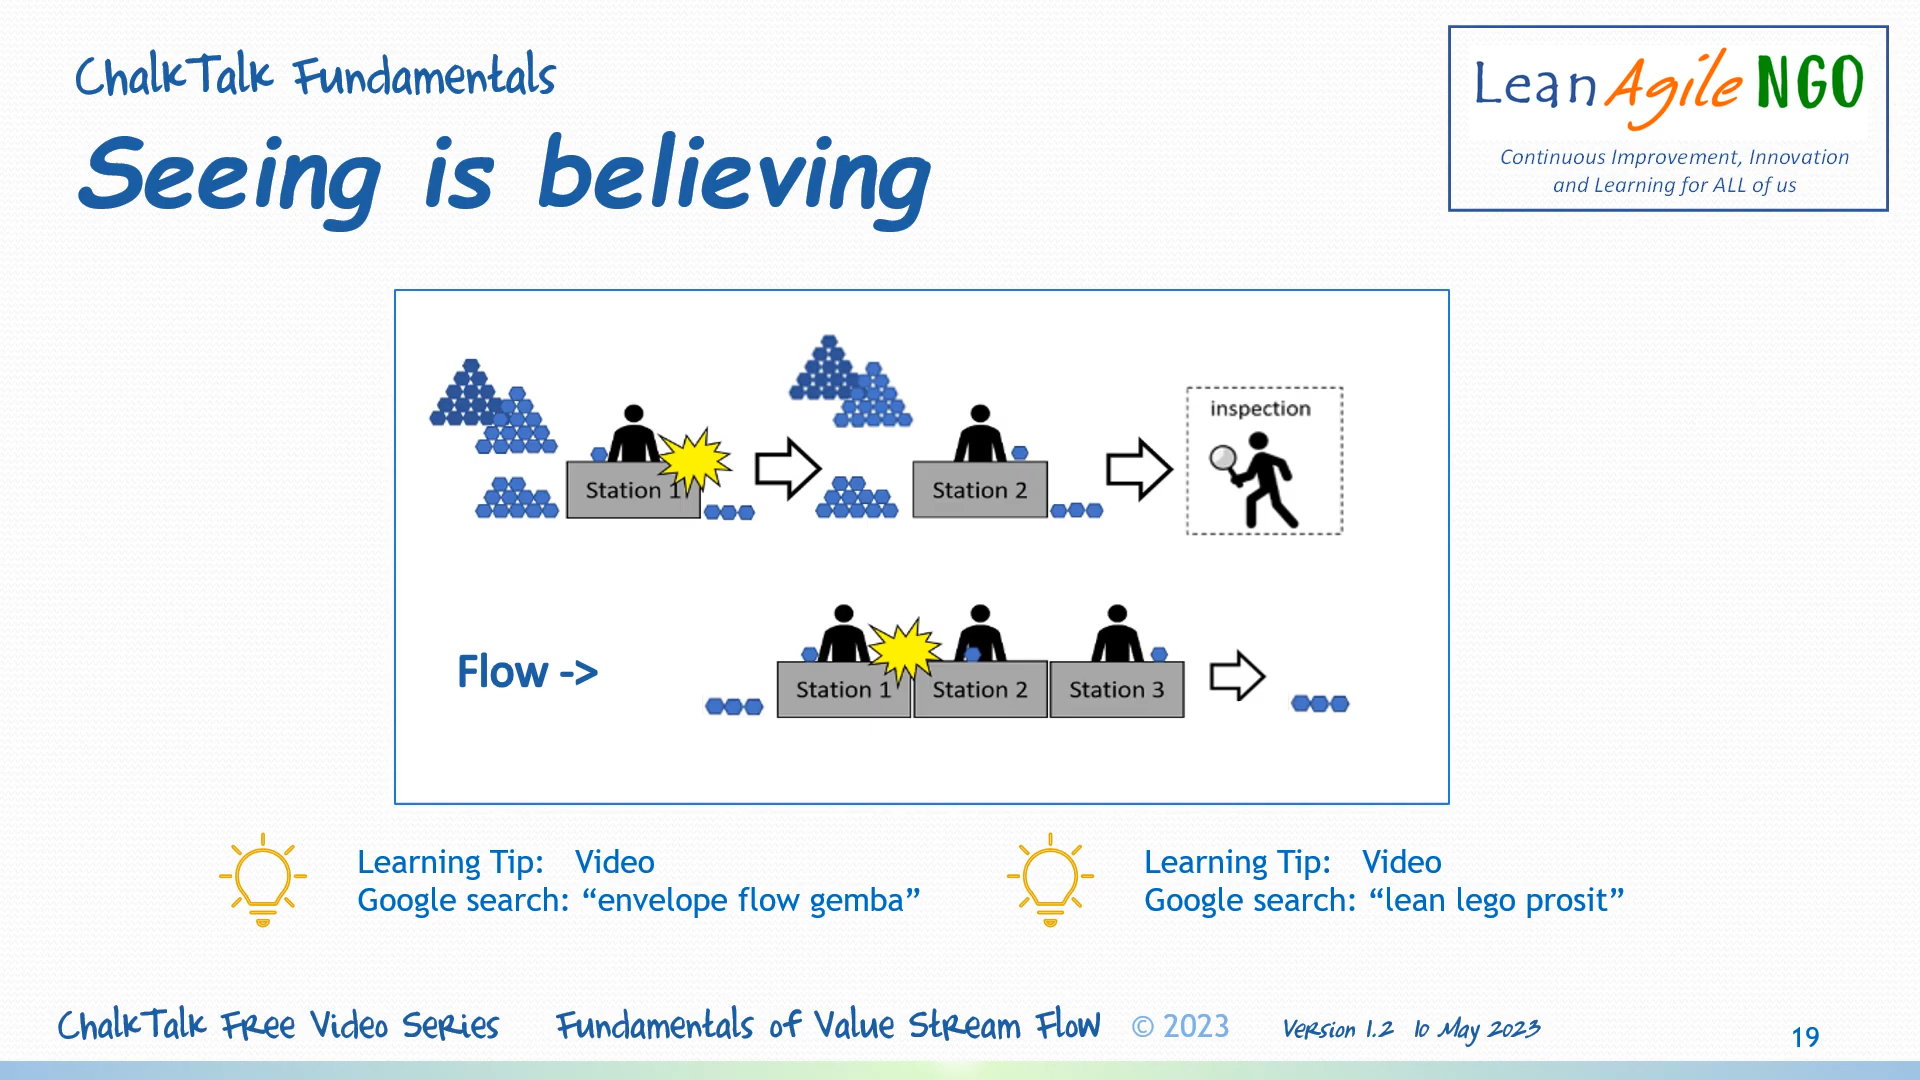 ChalkTalk Fundamentals
Seeing is believing
Lean Agile NGO
Continuous Improvement, Innovation
and Learning for ALL of us
Station 1
Station 2
inspection
Flow ->
Station 1
Station 2
Station 3
Learning Tip: Video
Google search: “envelope flow gemba”
Learning Tip: Video
Google search: “lean lego prosit”
ChalkTalk Free Video Series Fundamentals of Value Stream Flow © 2023 Version 1.2 10 May 2023
19